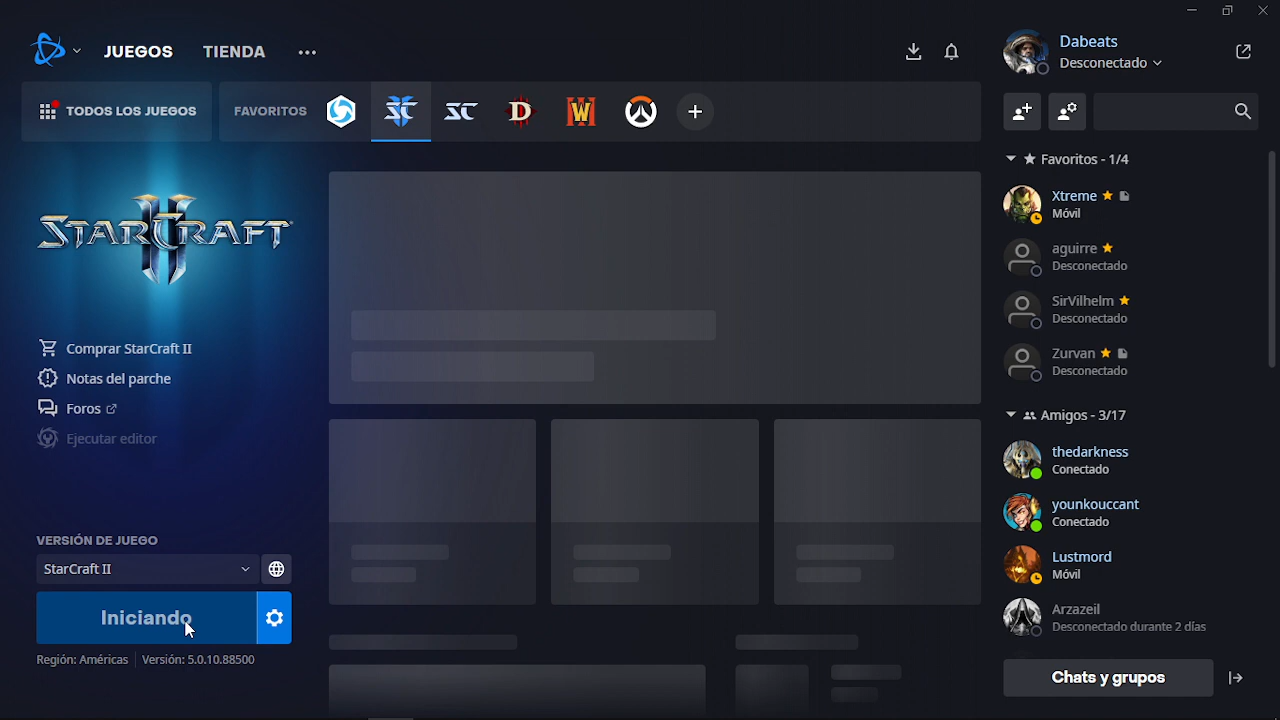 JUEGOS
TIENDA
Dabeats
Desconectado
TODOS LOS JUEGOS
FAVORITOS
STARCRAFT
II
Comprar StarCraft II
Notas del parche
Foros
Ejecutar editor
VERSIÓN DE JUEGO
StarCraft II
Iniciando
Región: Américas
Versión: 5.0.10.88500
Favoritos - 1/4
Xtreme
Móvil
aguirre
Desconectado
SirVilhelm
Desconectado
Zurvan
Desconectado
Amigos - 3/17
thedarkness
Conectado
younkouccant
Conectado
Lustmord
Móvil
Arzazeil
Desconectado durante 2 días
Chats y grupos